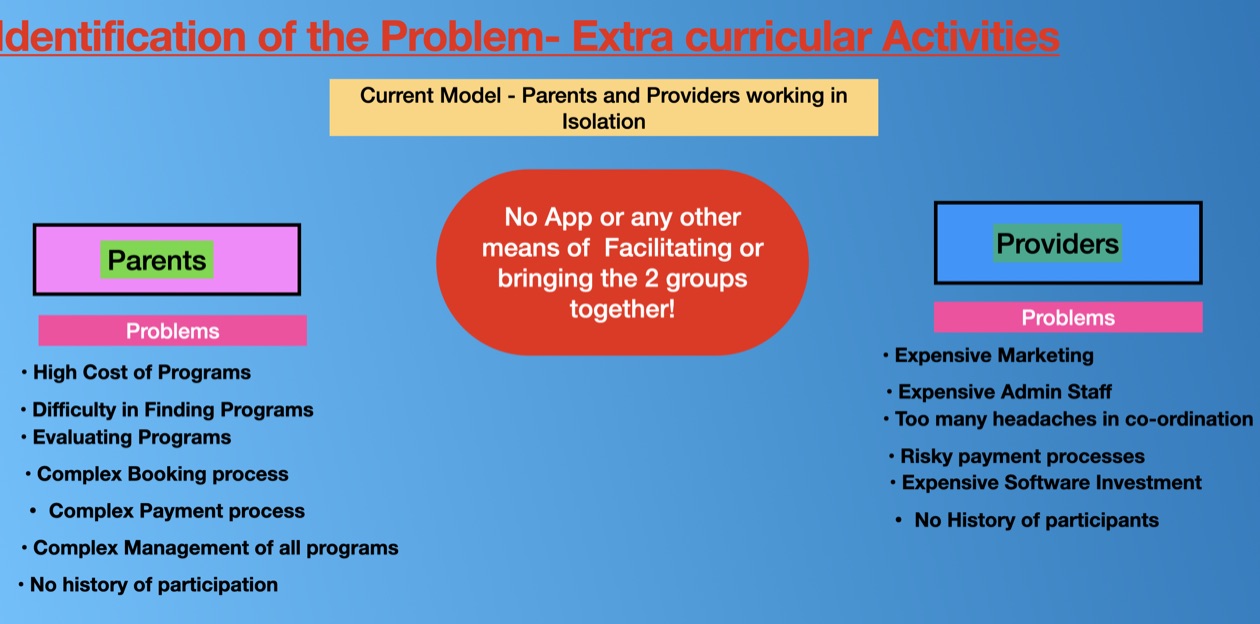 Identification of the Problem- Extra curricular Activities
Current Model - Parents and Providers working in
Isolation
No App or any other
means of Facilitating or
bringing the 2 groups
together!
Parents
Problems
• High Cost of Programs
• Difficulty in Finding Programs
• Evaluating Programs
• Complex Booking process
• Complex Payment process
• Complex Management of all programs
• No history of participation
Providers
Problems
• Expensive Marketing
• Expensive Admin Staff
• Too many headaches in co-ordination
• Risky payment processes
• Expensive Software Investment
• No History of participants